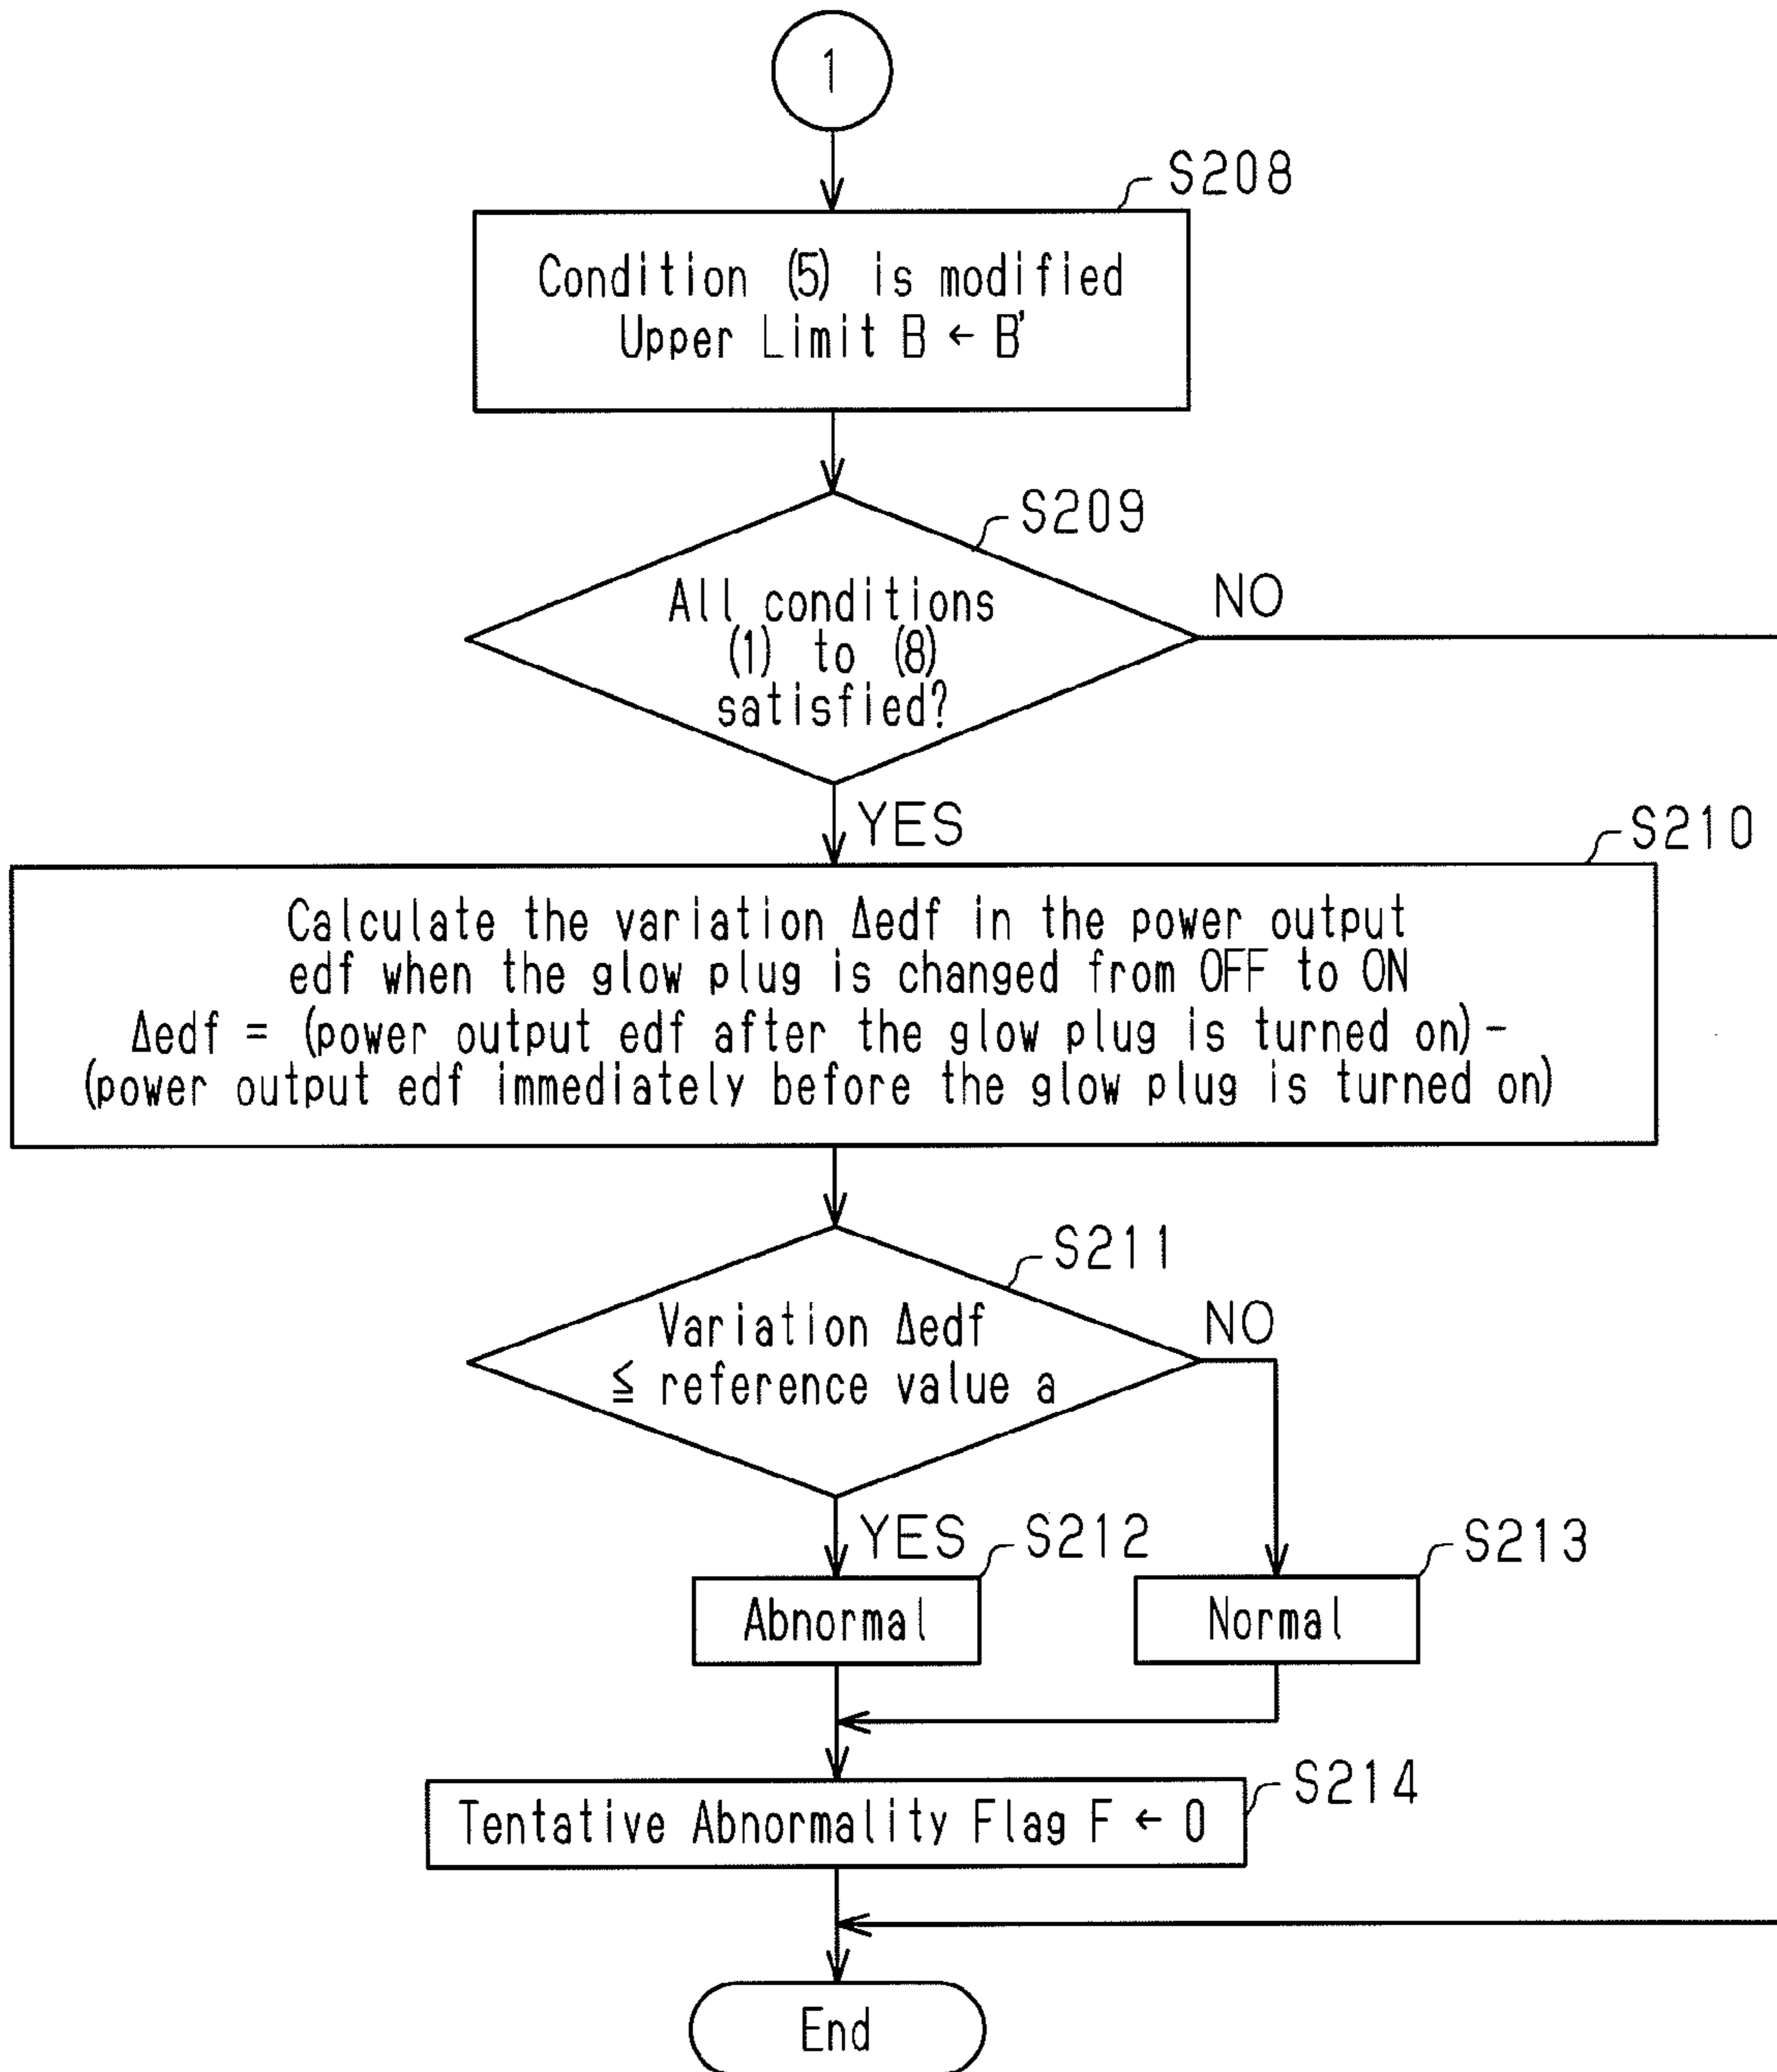 1
S208
Condition (5) is modified
Upper Limit B ← B'
S209
All conditions
(1) to (8)
satisfied?
NO
YES
S210
Calculate the variation Δedf in the power output
edf when the glow plug is changed from OFF to ON
Δedf = (power output edf after the glow plug is turned on) -
(power output edf immediately before the glow plug is turned on)
S211
Variation Δedf
≦ reference value a
NO
YES
S212
S213
Abnormal
Normal
S214
Tentative Abnormality Flag F ← 0
End